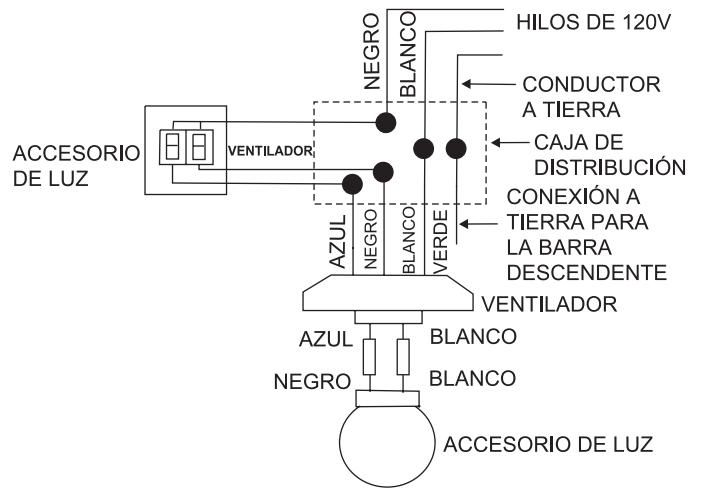 HILOS DE 120V
NEGRO
BLANCO
CONDUCTOR
A TIERRA
CAJA DE
DISTRIBUCIÓN
ACCESORIO
DE LUZ
VENTILADOR
CONEXIÓN A
TIERRA PARA
LA BARRA
DESCENDENTE
AZUL
NEGRO
BLANCO
VERDE
VENTILADOR
AZUL
BLANCO
NEGRO
BLANCO
ACCESORIO DE LUZ